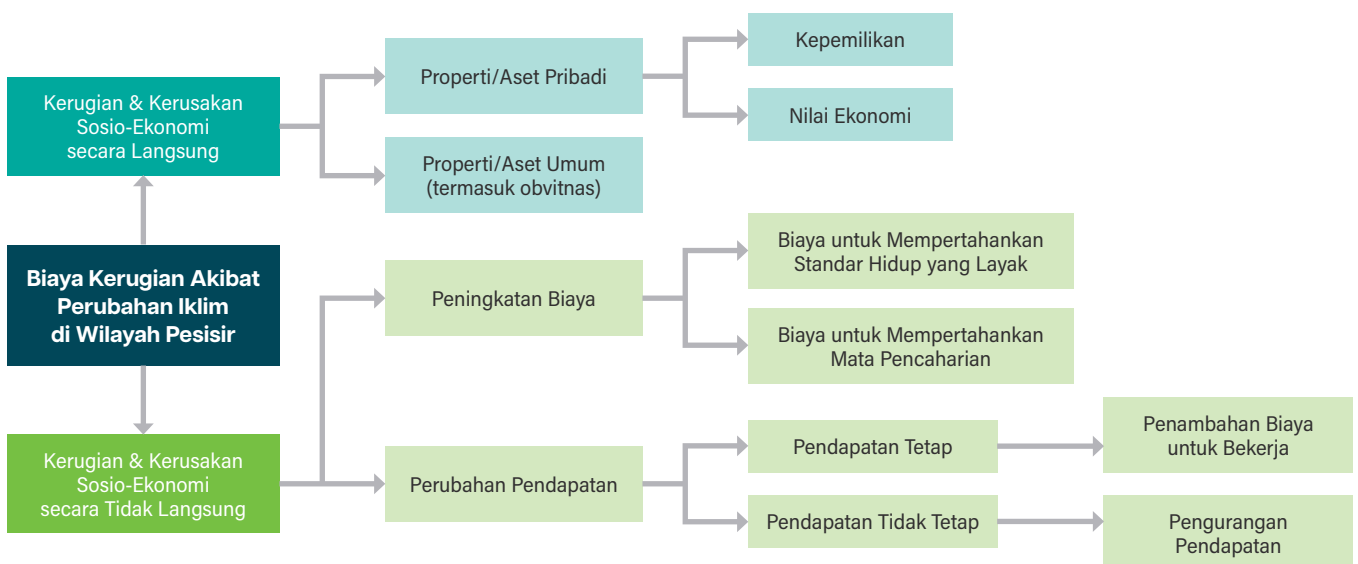 Kepemilikan
Properti/Aset Pribadi
Kerugian & Kerusakan
Sosio-Ekonomi
secara Langsung
Nilai Ekonomi
Properti/Aset Umum
(termasuk obvitnas)
Biaya Kerugian Akibat
Perubahan Iklim
di Wilayah Pesisir
Biaya untuk Mempertahankan
Standar Hidup yang Layak
Peningkatan Biaya
Biaya untuk Mempertahankan
Mata Pencaharian
Kerugian & Kerusakan
Sosio-Ekonomi
secara Tidak Langsung
Perubahan Pendapatan
Pendapatan Tetap
Penambahan Biaya
untuk Bekerja
Pendapatan Tidak Tetap
Pengurangan
Pendapatan